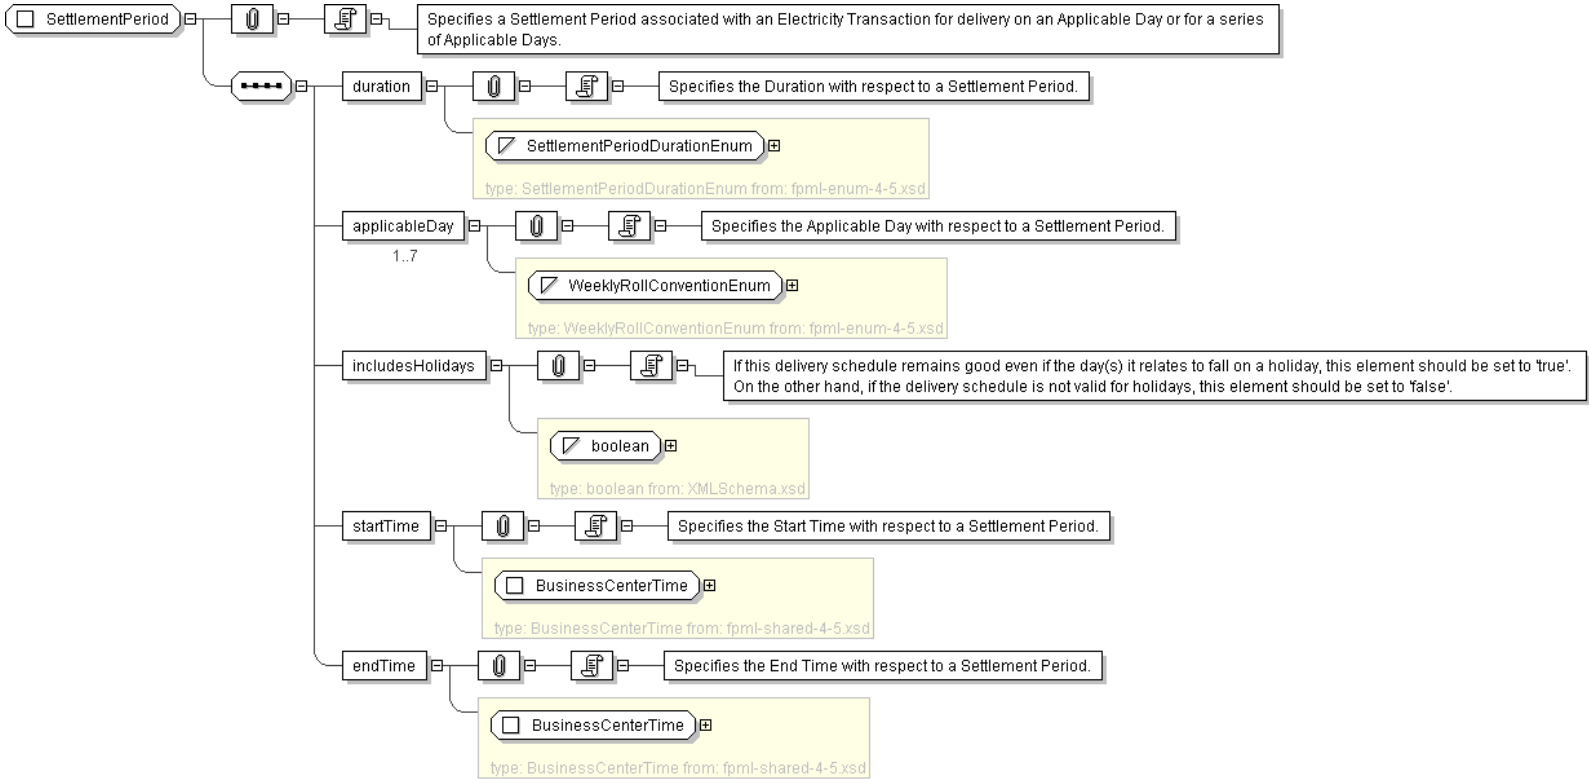 SettlementPeriod
Specifies a Settlement Period associated with an Electricity Transaction for delivery on an Applicable Day or for a series
of Applicable Days.
duration
Specifies the Duration with respect to a Settlement Period.
SettlementPeriodDurationEnum
type: SettlementPeriodDurationEnum from: fpml-enum-4-5.xsd
applicableDay
Specifies the Applicable Day with respect to a Settlement Period.
1..7
WeeklyRollConventionEnum
type: WeeklyRollConventionEnum from: fpml-enum-4-5.xsd
includesHolidays
If this delivery schedule remains good even if the day(s) it relates to fall on a holiday, this element should be set to 'true'.
On the other hand, if the delivery schedule is not valid for holidays, this element should be set to 'false'.
boolean
type: boolean from: XMLSchema.xsd
startTime
Specifies the Start Time with respect to a Settlement Period.
BusinessCenterTime
type: BusinessCenterTime from: fpml-shared-4-5.xsd
endTime
Specifies the End Time with respect to a Settlement Period.
BusinessCenterTime
type: BusinessCenterTime from: fpml-shared-4-5.xsd